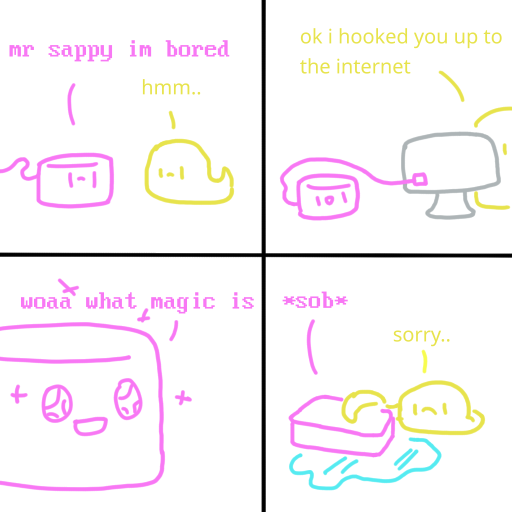 mr sappy im bored
hmm..
ok i hooked you up to
the internet
woaa what magic is
*sob*
sorry..